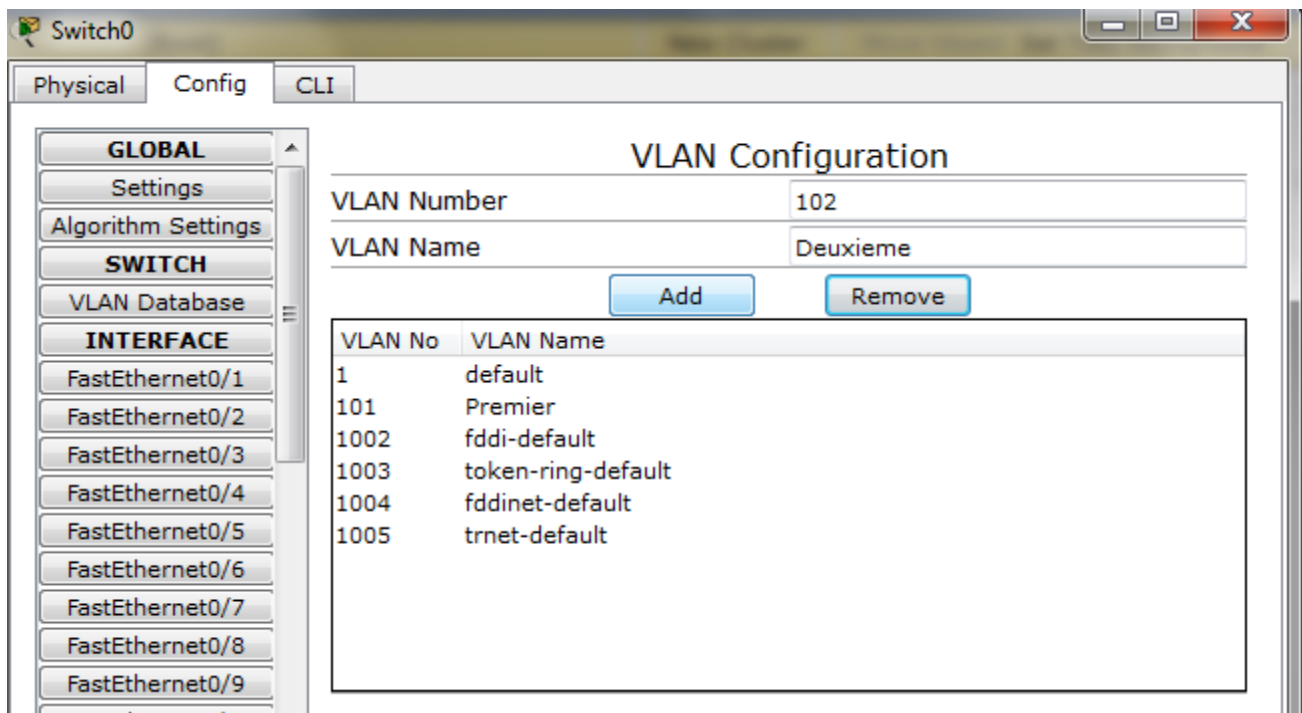 Switch0
Physical Config CLI
GLOBAL
Settings
Algorithm Settings
SWITCH
VLAN Database
INTERFACE
FastEthernet0/1
FastEthernet0/2
FastEthernet0/3
FastEthernet0/4
FastEthernet0/5
FastEthernet0/6
FastEthernet0/7
FastEthernet0/8
FastEthernet0/9
VLAN Configuration
VLAN Number 102
VLAN Name Deuxieme
Add Remove
VLAN No VLAN Name
1 default
101 Premier
1002 fddi-default
1003 token-ring-default
1004 fddinet-default
1005 trnet-default